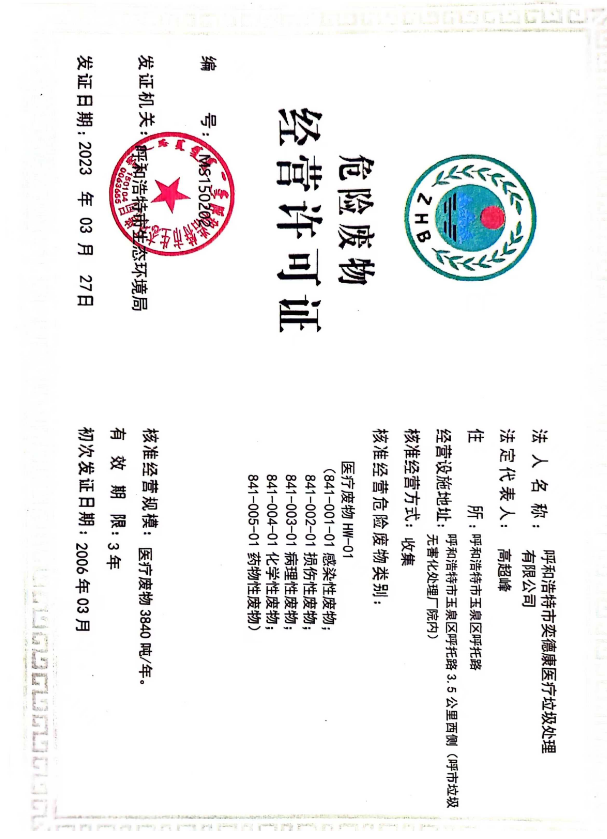 ZHB
危险废物
经营许可证
编 号：MS150200
发证机关：呼和浩特市生态环境局
发证日期：2023 年 03 月 27日
法 人 名 称：呼和浩特市奕德康医疗垃圾处理
有限公司
法定代表人：高超峰
住 所：呼和浩特市玉泉区呼托路
经营设施地址：呼和浩特市玉泉区呼托路 3.5 公里西侧（呼市垃圾
无害化处理厂院内）
核准经营方式：收集
核准经营危险废物类别：
医疗废物 HW-01
（841-001-01 感染性废物；
841-002-01 损伤性废物；
841-003-01 病理性废物；
841-004-01 化学性废物；
841-005-01 药物性废物）
核准经营规模：医疗废物 3840 吨/年。
有 效 期 限：3 年
初次发证日期：2006 年 03 月